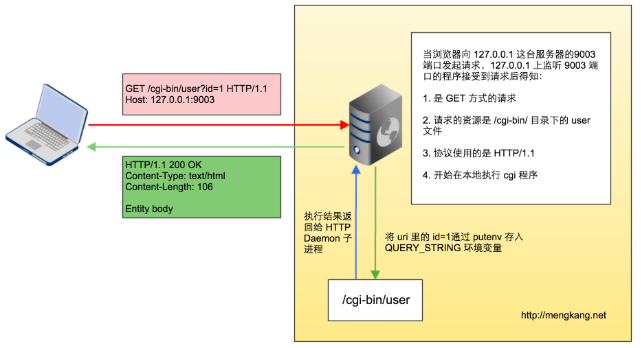 GET /cgi-bin/user?id=1 HTTP/1.1
Host: 127.0.0.1:9003
HTTP/1.1 200 OK
Content-Type: text/html
Content-Length: 106
Entity body
当浏览器向 127.0.0.1 这台服务器的9003
端口发起请求，127.0.0.1 上监听 9003 端
口的程序接受到请求后得知：
1. 是 GET 方式的请求
2. 请求的资源是 /cgi-bin/ 目录下的 user
文件
3. 协议使用的是 HTTP/1.1
4. 开始在本地执行 cgi 程序
执行结果返
回给 HTTP
Daemon 子
进程
将 uri 里的 id=1通过 putenv 存入
QUERY_STRING 环境变量
/cgi-bin/user
http://mengkang.net